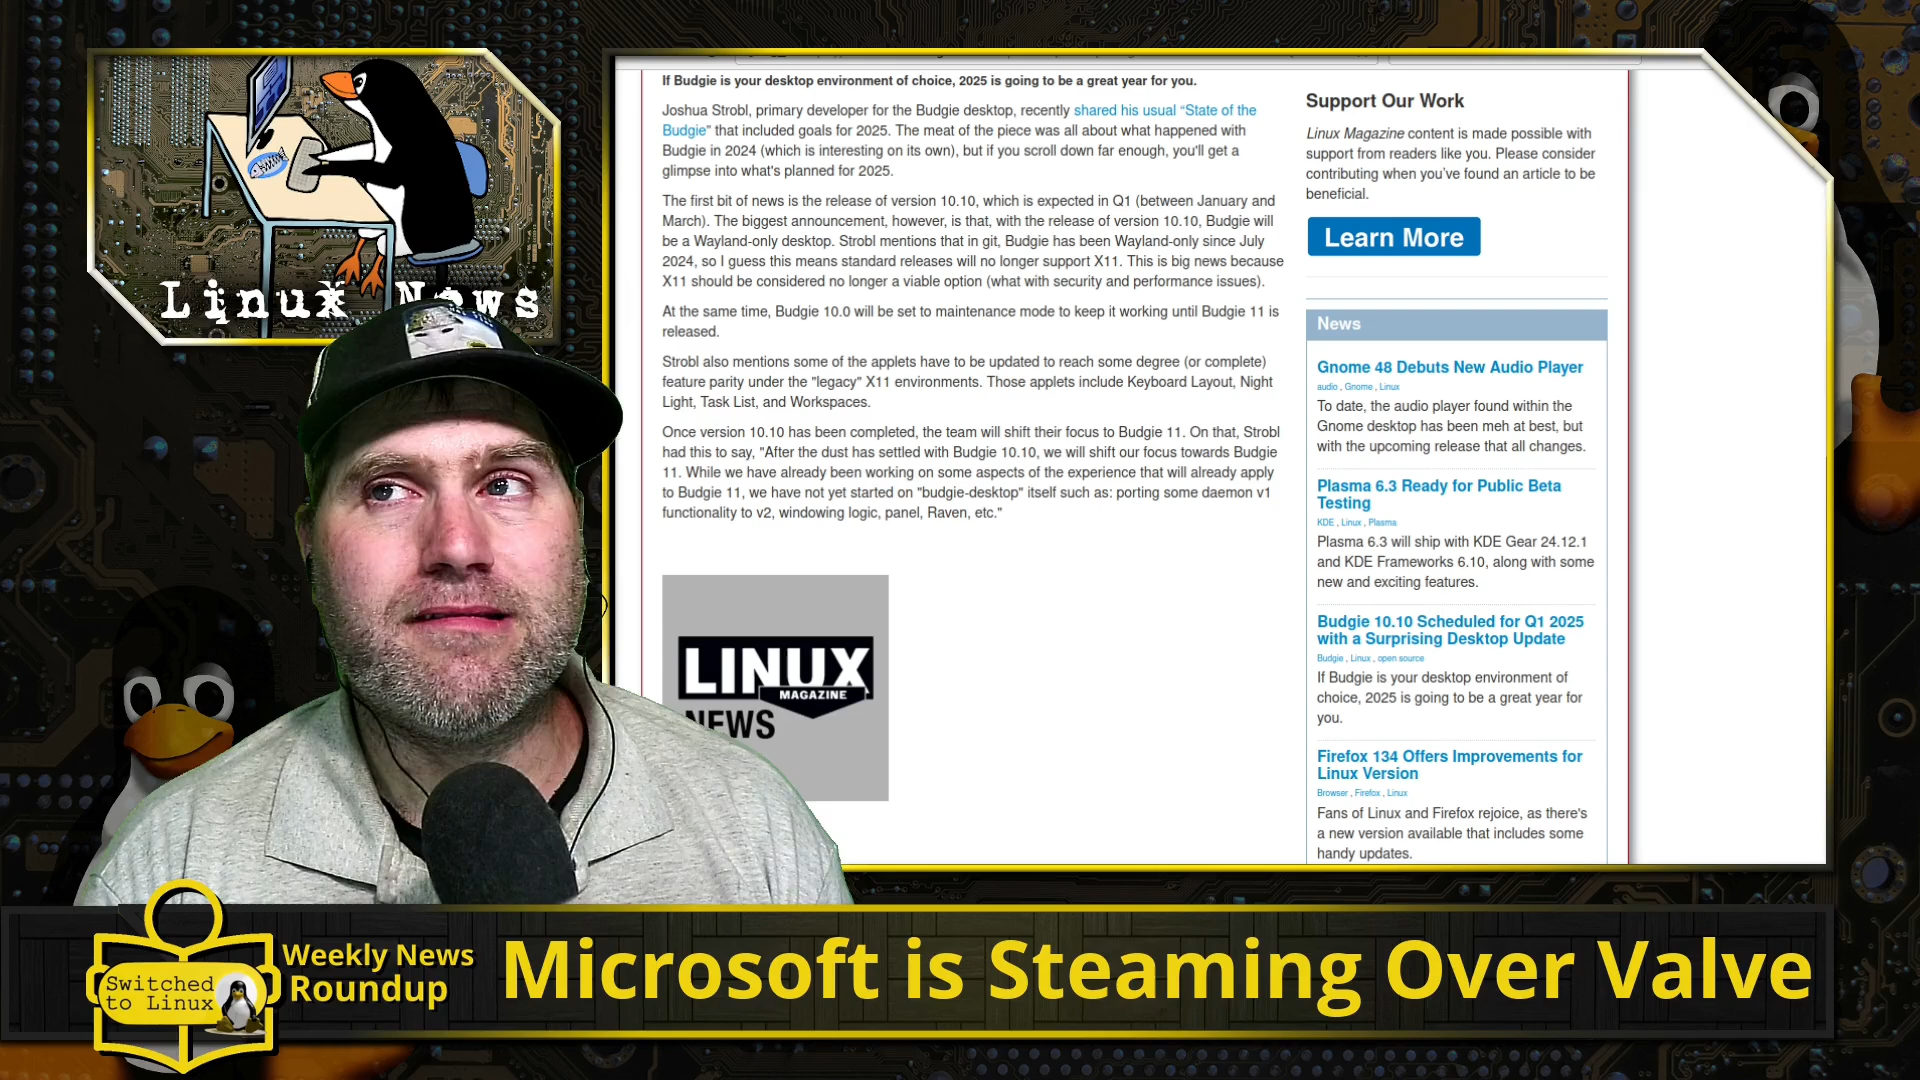 Linux News
If Budgie is your desktop environment of choice, 2025 is going to be a great year for you.
Joshua Strobl, primary developer for the Budgie desktop, recently shared his usual “State of the
Budgie” that included goals for 2025. The meat of the piece was all about what happened with
Budgie in 2024 (which is interesting on its own), but if you scroll down far enough, you'll get a
glimpse into what's planned for 2025.
The first bit of news is the release of version 10.10, which is expected in Q1 (between January and
March). The biggest announcement, however, is that, with the release of version 10.10, Budgie will
be a Wayland-only desktop. Strobl mentions that in git, Budgie has been Wayland-only since July
2024, so I guess this means standard releases will no longer support X11. This is big news because
X11 should be considered no longer a viable option (what with security and performance issues).
At the same time, Budgie 10.0 will be set to maintenance mode to keep it working until Budgie 11 is
released.
Strobl also mentions some of the applets have to be updated to reach some degree (or complete)
feature parity under the "legacy" X11 environments. Those applets include Keyboard Layout, Night
Light, Task List, and Workspaces.
Once version 10.10 has been completed, the team will shift their focus to Budgie 11. On that, Strobl
had this to say, "After the dust has settled with Budgie 10.10, we will shift our focus towards Budgie
11. While we have already been working on some aspects of the experience that will already apply
to Budgie 11, we have not yet started on "budgie-desktop" itself such as: porting some daemon v1
functionality to v2, windowing logic, panel, Raven, etc."
LINUX
MAGAZINE
NEWS
Support Our Work
Linux Magazine content is made possible with
support from readers like you. Please consider
contributing when you've found an article to be
beneficial.
Learn More
News
Gnome 48 Debuts New Audio Player
audio , Gnome , Linux
To date, the audio player found within the
Gnome desktop has been meh at best, but
with the upcoming release that all changes.
Plasma 6.3 Ready for Public Beta
Testing
KDE , Linux , Plasma
Plasma 6.3 will ship with KDE Gear 24.12.1
and KDE Frameworks 6.10, along with some
new and exciting features.
Budgie 10.10 Scheduled for Q1 2025
with a Surprising Desktop Update
Budgie , Linux , open source
If Budgie is your desktop environment of
choice, 2025 is going to be a great year for
you.
Firefox 134 Offers Improvements for
Linux Version
Browser , Firefox , Linux
Fans of Linux and Firefox rejoice, as there's
a new version available that includes some
handy updates.
Switched
to Linux
Weekly News
Roundup
Microsoft is Steaming Over Valve